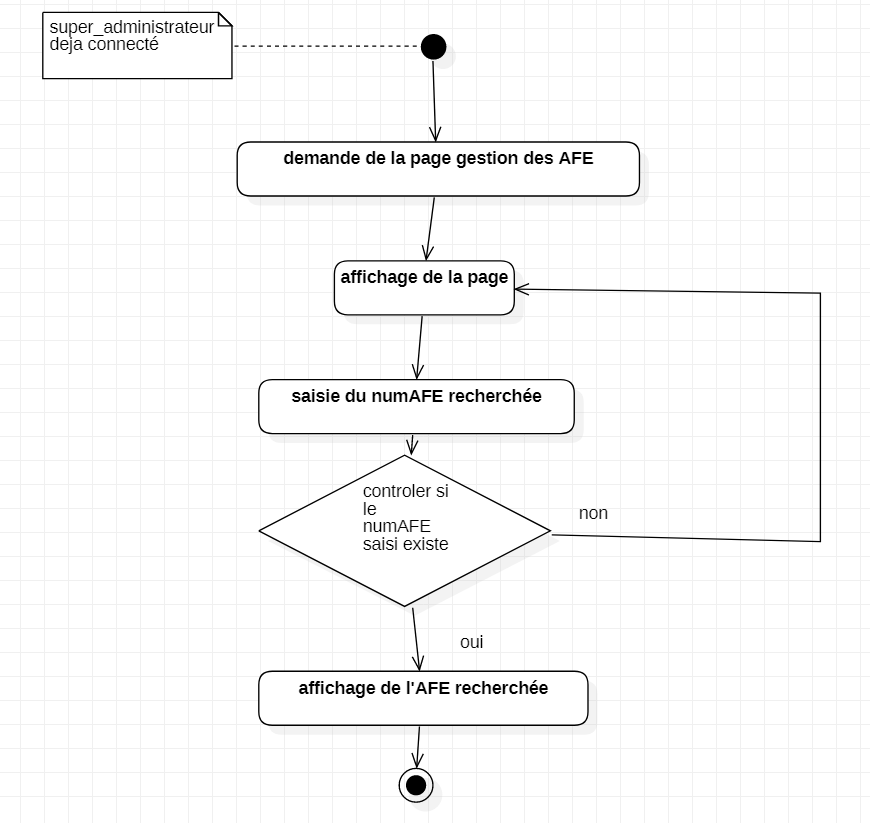 super_administrateur
deja connecté
demande de la page gestion des AFE
affichage de la page
saisie du numAFE recherchée
controler si
le
numAFE
saisi existe
non
oui
affichage de l'AFE recherchée